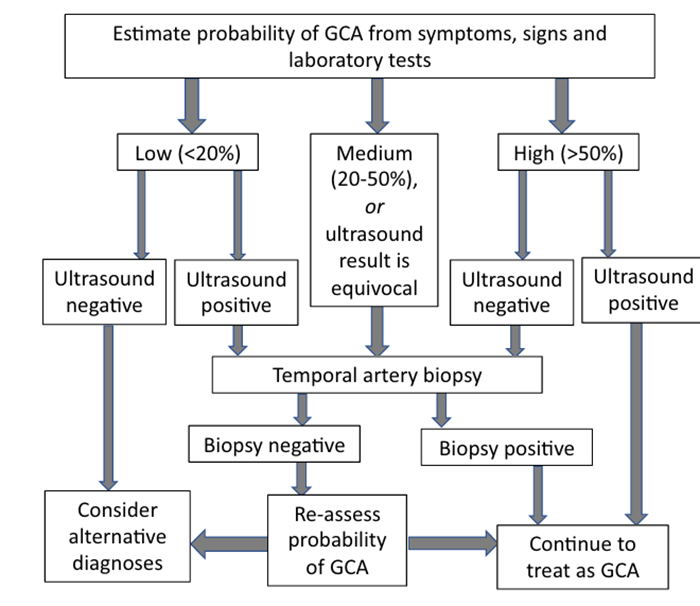 Estimate probability of GCA from symptoms, signs and
laboratory tests
Low (<20%)
Medium
(20-50%),
or
ultrasound
result is
equivocal
High (>50%)
Ultrasound
negative
Ultrasound
positive
Ultrasound
negative
Ultrasound
positive
Temporal artery biopsy
Biopsy negative
Biopsy positive
Consider
alternative
diagnoses
Re-assess
probability
of GCA
Continue to
treat as GCA